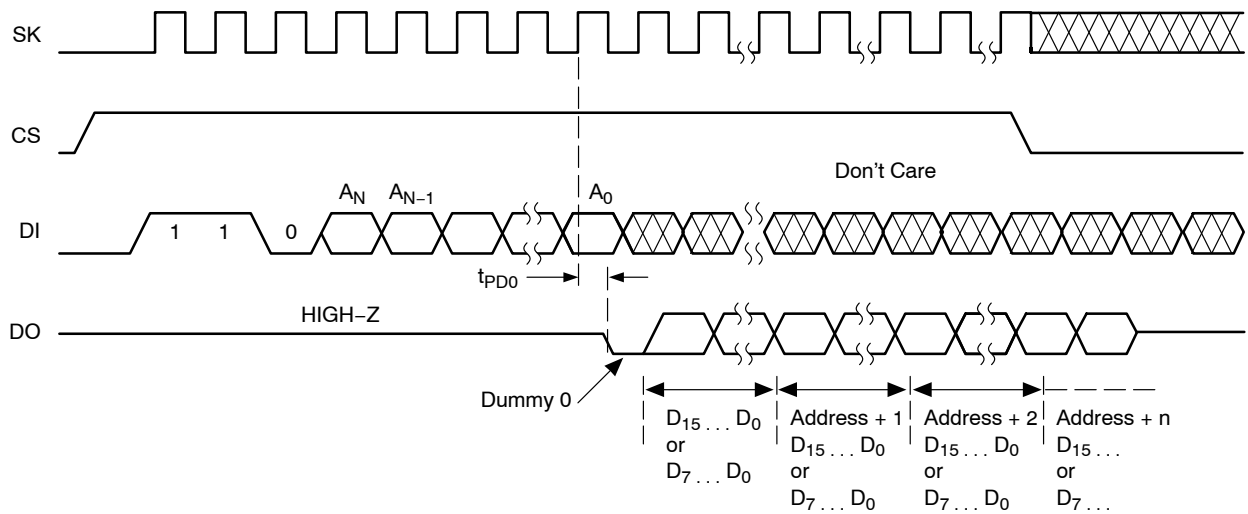 SK
CS
Don't Care
A_N A_N−1 A_0
DI 1 1 0
t_PD0
HIGH−Z
DO
Dummy 0
D_15 . . . D_0
or
D_7 . . . D_0
Address + 1
D_15 . . . D_0
or
D_7 . . . D_0
Address + 2
D_15 . . . D_0
or
D_7 . . . D_0
Address + n
D_15 . . .
or
D_7 . . .